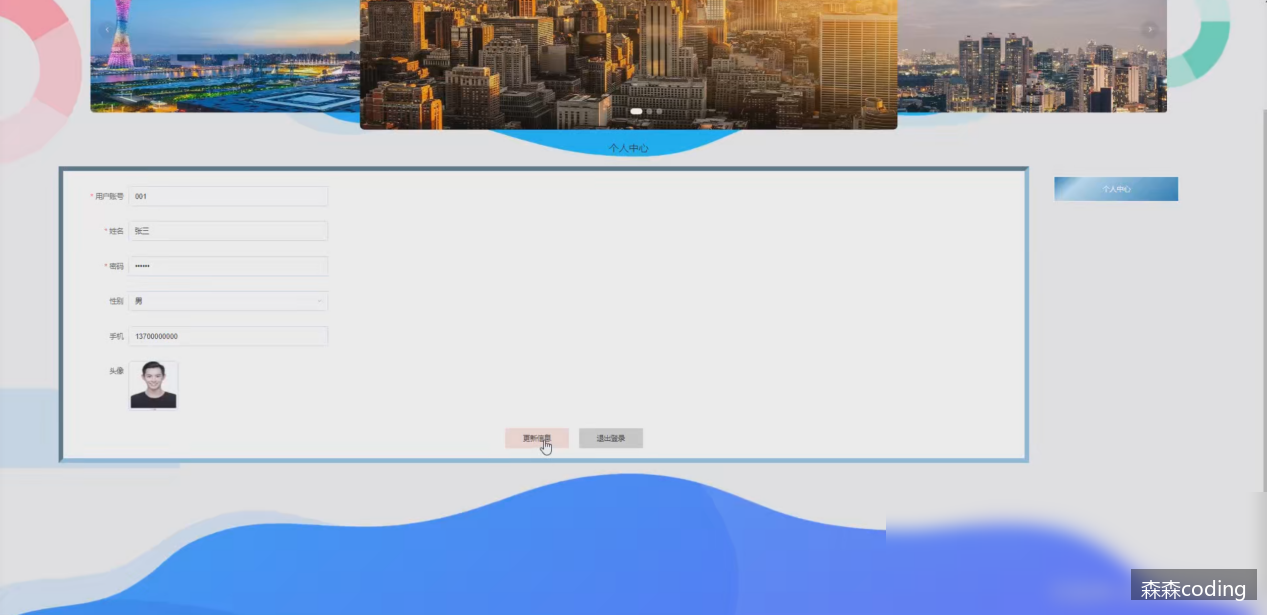 个人中心
* 用户账号 001
个人中心
* 姓名 张三
* 密码 ••••••
性别 男
手机 13700000000
头像
更新信息 退出登录
森森coding